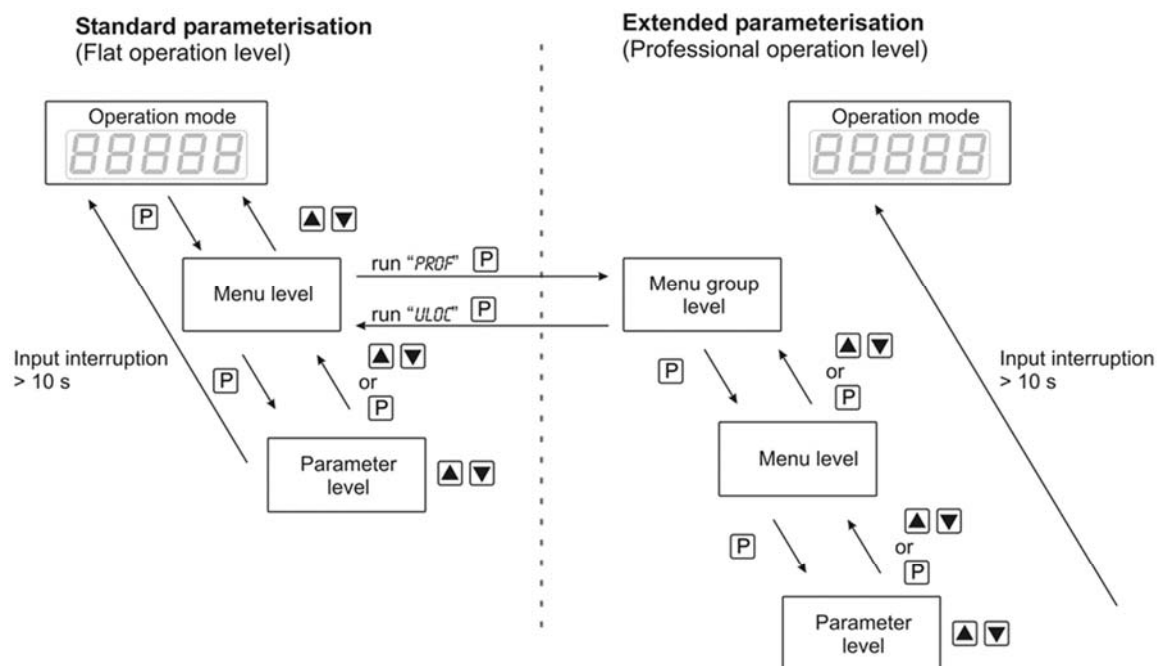 Standard parameterisation
(Flat operation level)
Extended parameterisation
(Professional operation level)
Operation mode
88888
P
▲ ▼
Menu level
run "PROF" P
run "ULOC" P
Input interruption
> 10 s
P
▲ ▼
or
P
Parameter
level
▲ ▼
Operation mode
88888
Menu group
level
P
▲ ▼
or
P
Input interruption
> 10 s
Menu level
P
▲ ▼
or
P
Parameter
level
▲ ▼